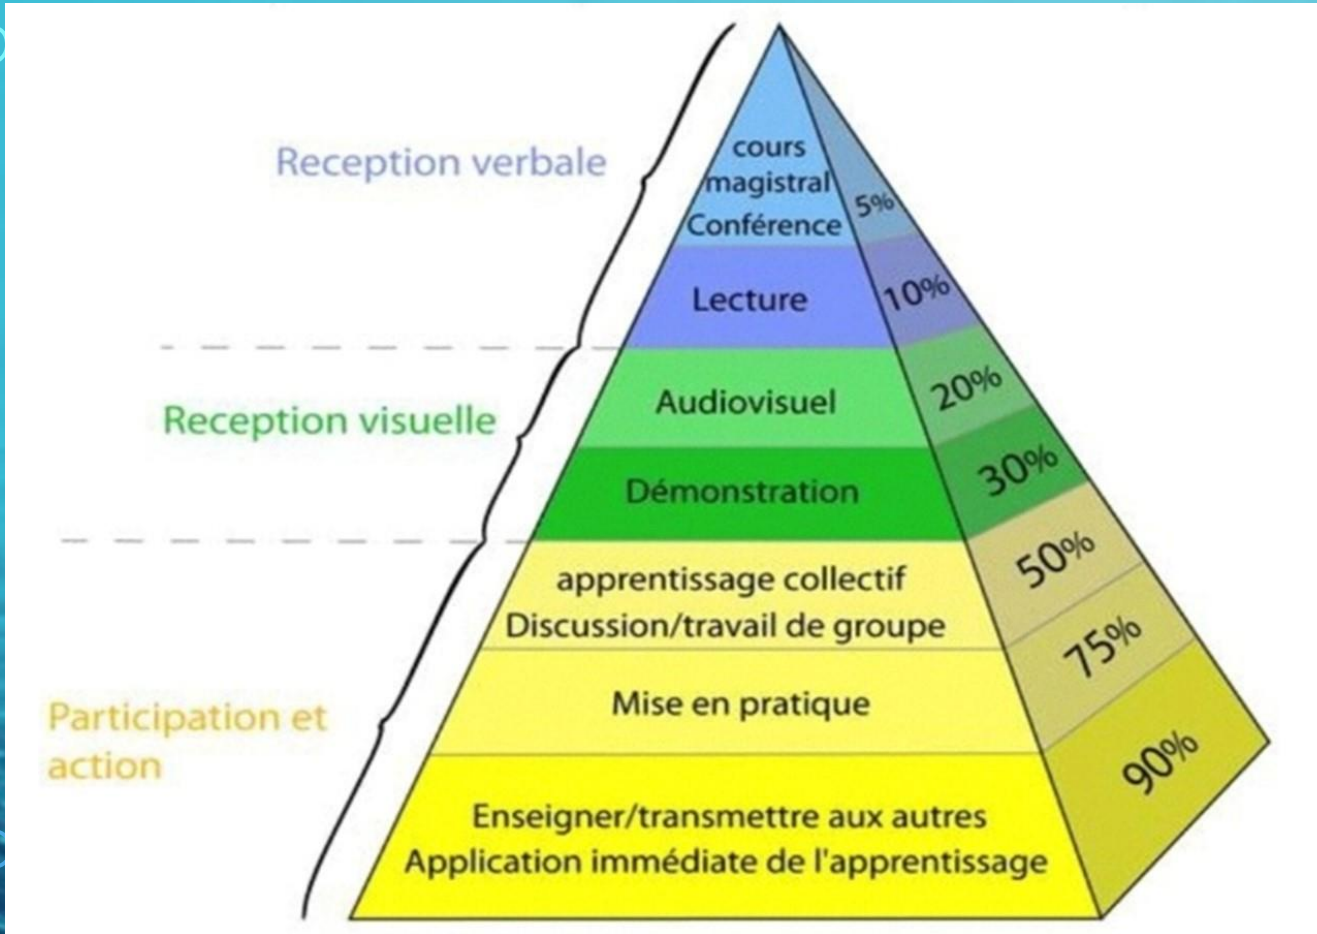 Reception verbale
cours
magistral
Conférence
5%
Lecture
10%
Reception visuelle
Audiovisuel
20%
Démonstration
30%
Participation et
action
apprentissage collectif
Discussion/travail de groupe
50%
Mise en pratique
75%
Enseigner/transmettre aux autres
Application immédiate de l'apprentissage
90%